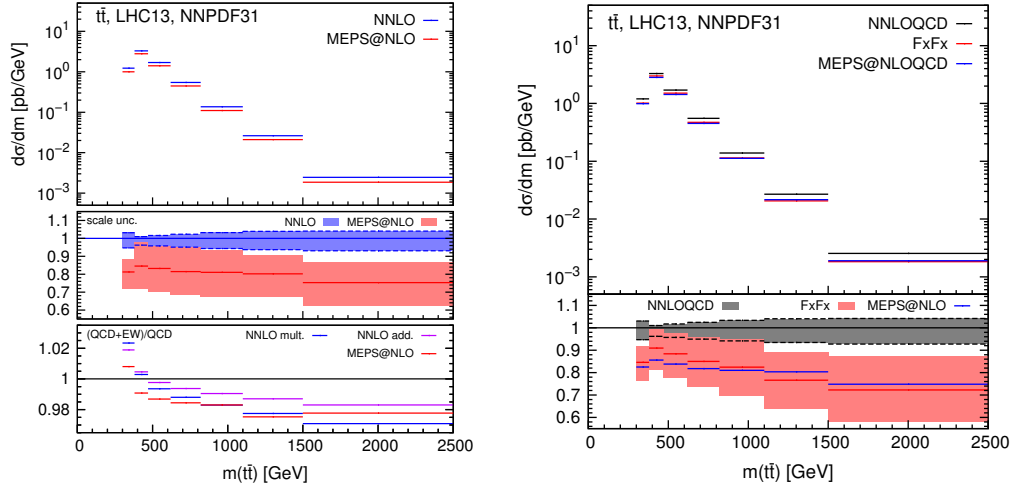 tt̄, LHC13, NNPDF31
NNLO
MEPS@NLO
dσ/dm [pb/GeV]
10¹
10⁰
10⁻¹
10⁻²
10⁻³
scale unc.
NNLO
MEPS@NLO
1.1
1
0.9
0.8
0.7
0.6
(QCD+EW)/QCD
NNLO mult.
NNLO add.
MEPS@NLO
1.02
1
0.98
0 500 1000 1500 2000 2500
m(tt̄) [GeV]
tt̄, LHC13, NNPDF31
NNLOQCD
FxFx
MEPS@NLOQCD
dσ/dm [pb/GeV]
10¹
10⁰
10⁻¹
10⁻²
10⁻³
NNLOQCD
FxFx
MEPS@NLO
1.1
1
0.9
0.8
0.7
0.6
0 500 1000 1500 2000 2500
m(tt̄) [GeV]